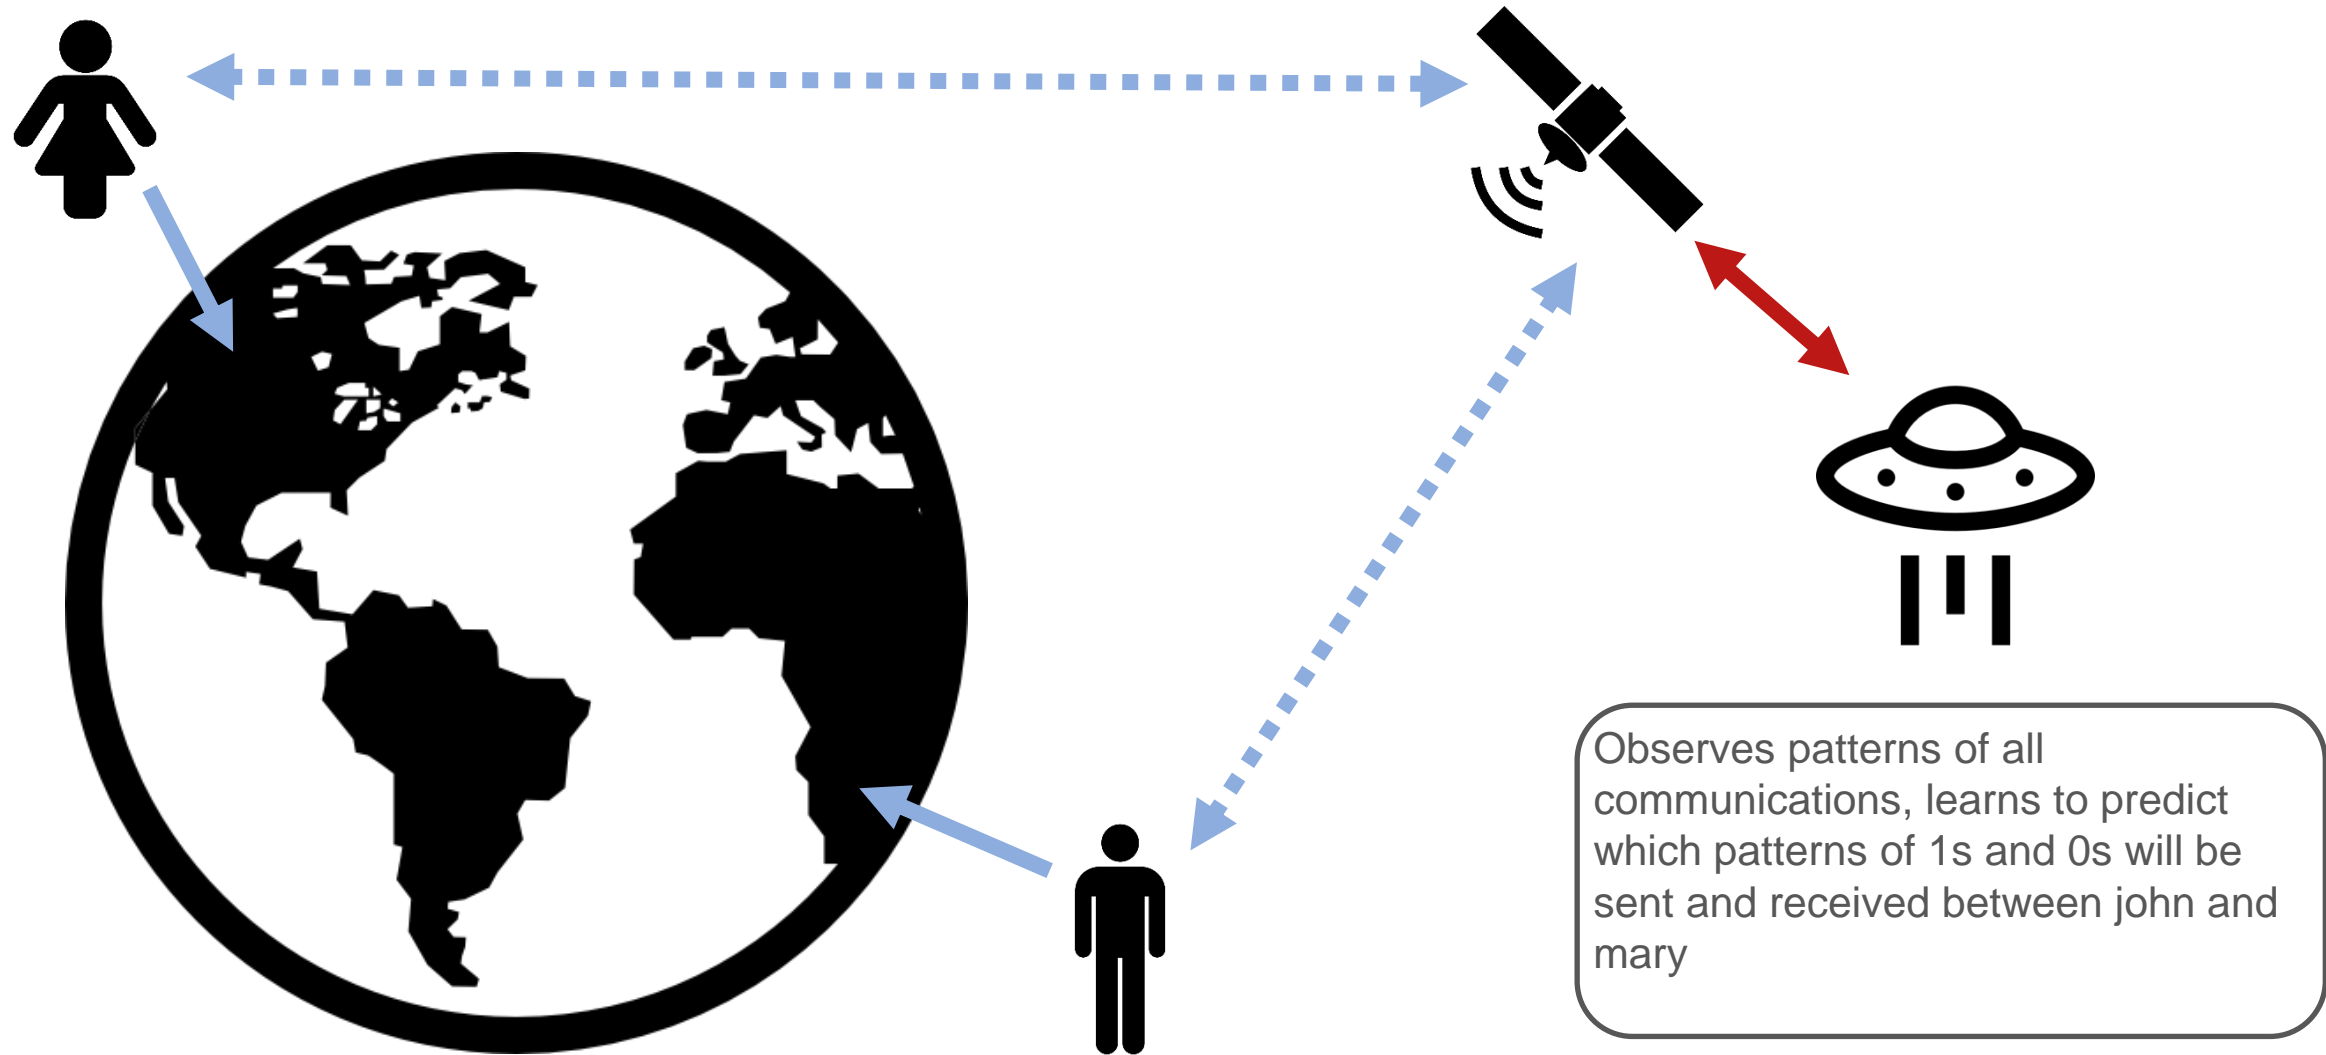 Observes patterns of all
communications, learns to predict
which patterns of 1s and 0s will be
sent and received between john and
mary